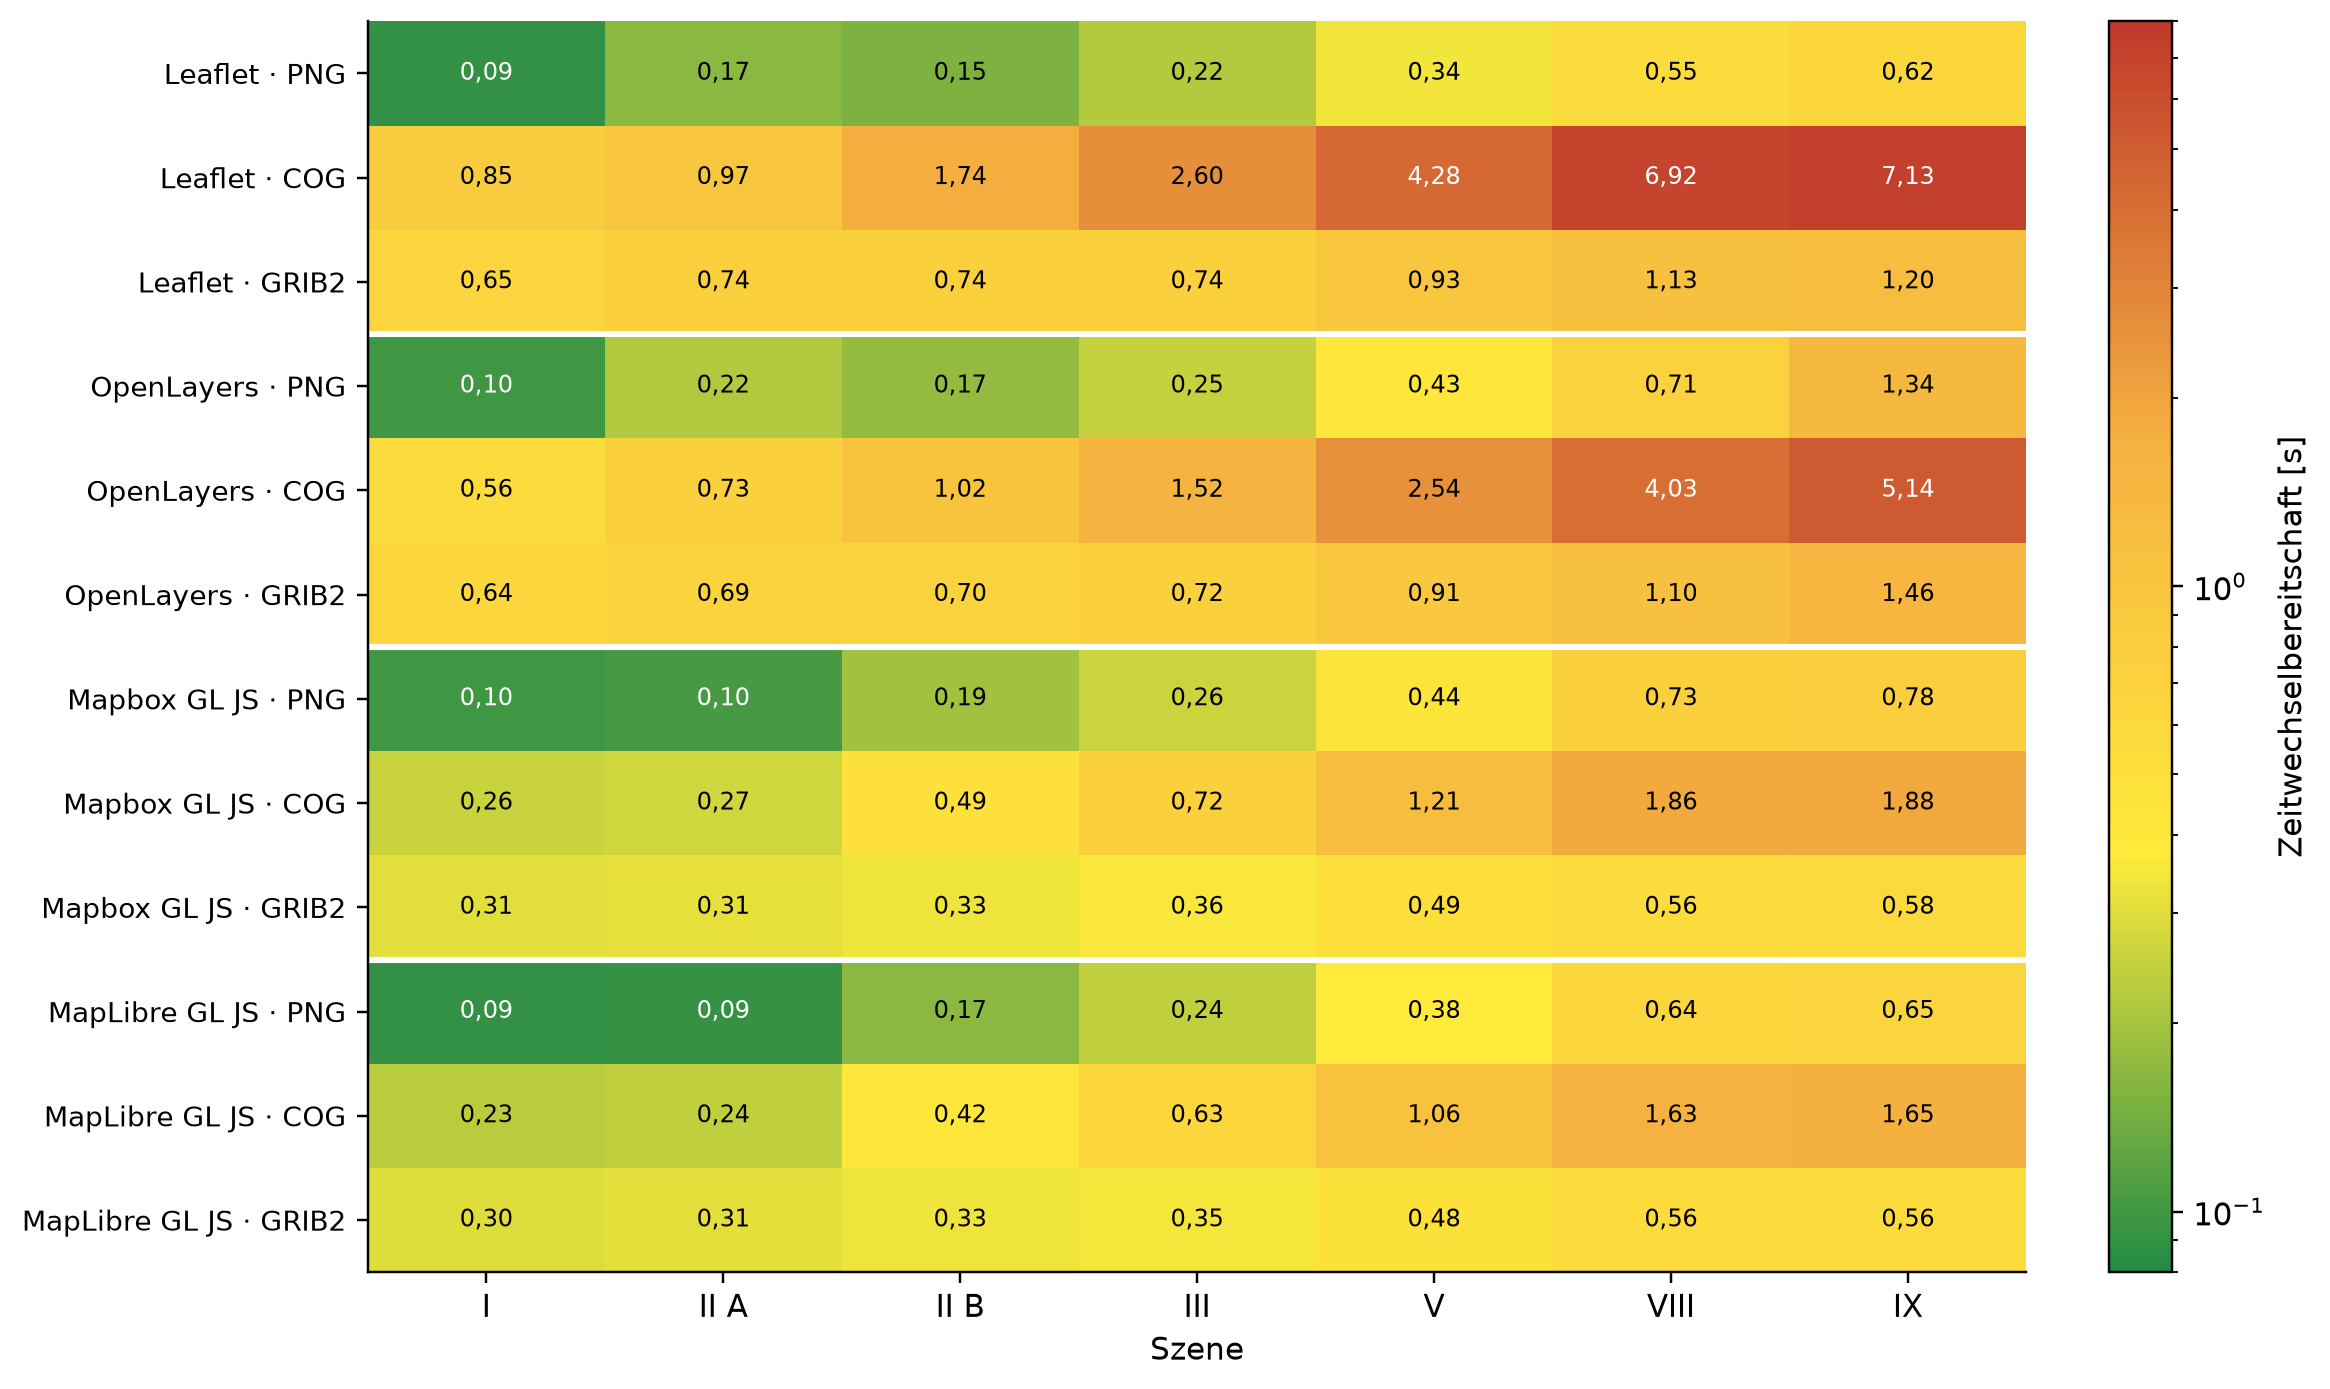 Leaflet · PNG 0,09 0,17 0,15 0,22 0,34 0,55 0,62
Leaflet · COG 0,85 0,97 1,74 2,60 4,28 6,92 7,13
Leaflet · GRIB2 0,65 0,74 0,74 0,74 0,93 1,13 1,20
OpenLayers · PNG 0,10 0,22 0,17 0,25 0,43 0,71 1,34
OpenLayers · COG 0,56 0,73 1,02 1,52 2,54 4,03 5,14
OpenLayers · GRIB2 0,64 0,69 0,70 0,72 0,91 1,10 1,46
Mapbox GL JS · PNG 0,10 0,10 0,19 0,26 0,44 0,73 0,78
Mapbox GL JS · COG 0,26 0,27 0,49 0,72 1,21 1,86 1,88
Mapbox GL JS · GRIB2 0,31 0,31 0,33 0,36 0,49 0,56 0,58
MapLibre GL JS · PNG 0,09 0,09 0,17 0,24 0,38 0,64 0,65
MapLibre GL JS · COG 0,23 0,24 0,42 0,63 1,06 1,63 1,65
MapLibre GL JS · GRIB2 0,30 0,31 0,33 0,35 0,48 0,56 0,56
I II A II B III V VIII IX
Szene
10⁰
10⁻¹
Zeitwechselbereitschaft [s]